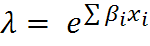 λ = e^{∑ β_i x_i}